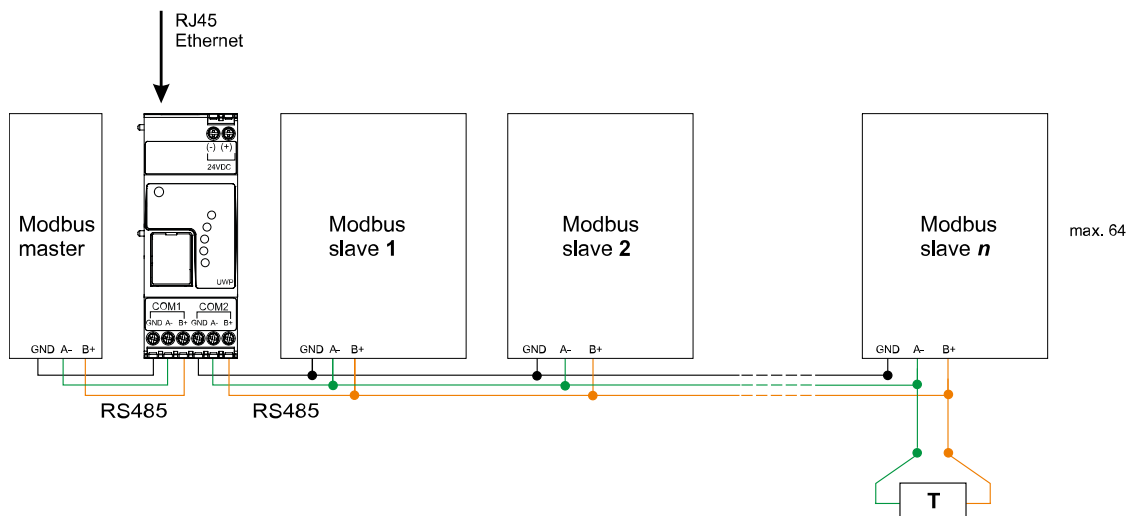 RJ45
Ethernet
(-) (+)
24VDC
Modbus
master
Modbus
slave 1
Modbus
slave 2
Modbus
slave n
max. 64
UWP
COM1 COM2
GND A- B+ GND A- B+
GND A- B+
GND A- B+
GND A- B+
GND A- B+
RS485
RS485
T